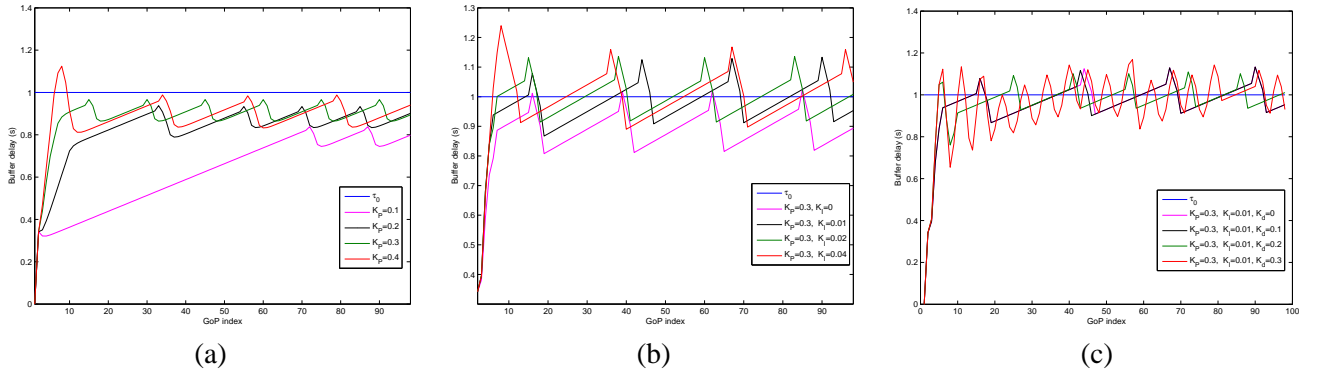 1.4
1.2
1
0.8
0.6
0.4
0.2
0
Buffer delay (s)
10 20 30 40 50 60 70 80 90
GoP index
τ0
KP=0.1
KP=0.2
KP=0.3
KP=0.4
(a)
1.3
1.2
1.1
1
0.9
0.8
0.7
0.6
0.5
0.4
Buffer delay (s)
10 20 30 40 50 60 70 80 90
GoP index
τ0
KP=0.3, KI=0
KP=0.3, KI=0.01
KP=0.3, KI=0.02
KP=0.3, KI=0.04
(b)
1.4
1.2
1
0.8
0.6
0.4
0.2
0
Buffer delay (s)
0 10 20 30 40 50 60 70 80 90 100
GoP index
τ0
KP=0.3, KI=0.01, Kd=0
KP=0.3, KI=0.01, Kd=0.1
KP=0.3, KI=0.01, Kd=0.2
KP=0.3, KI=0.01, Kd=0.3
(c)